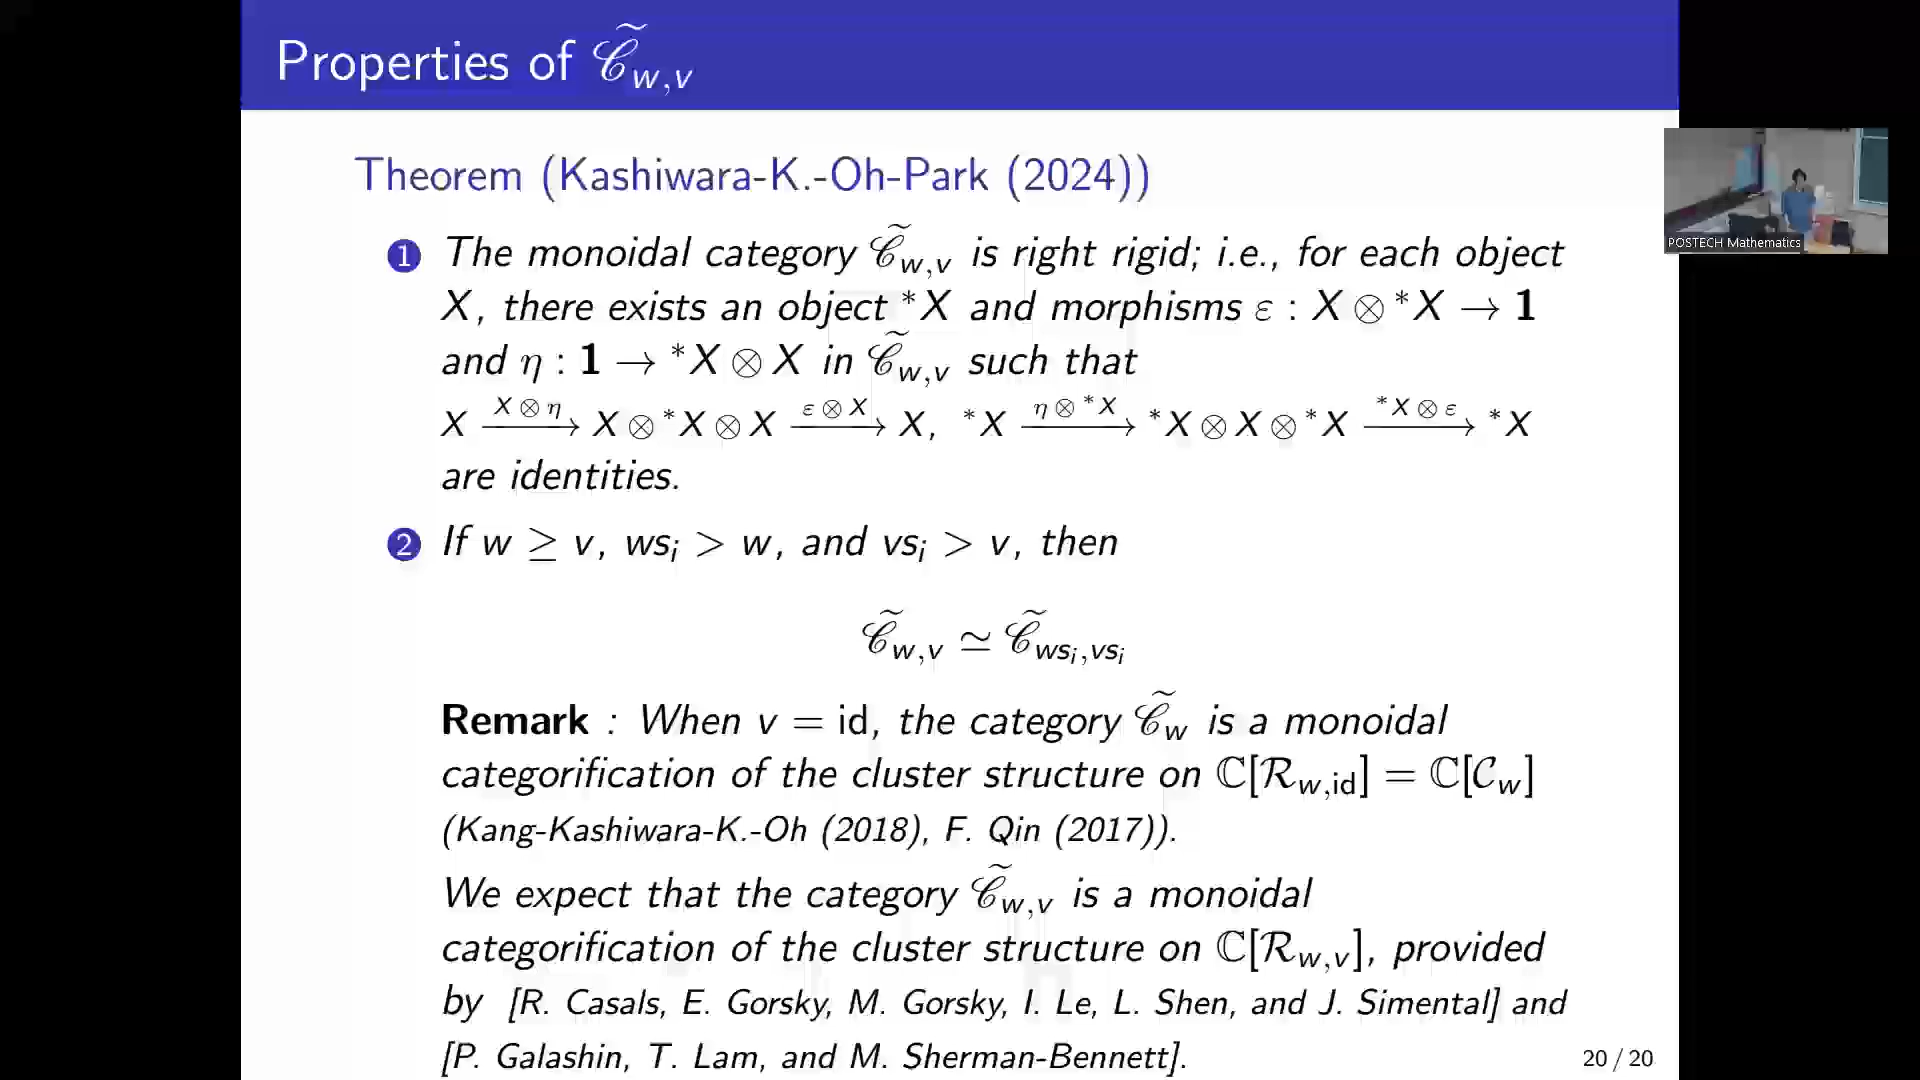 Properties of 𝒞̃_{w,v}
Theorem (Kashiwara-K.-Oh-Park (2024))
1 The monoidal category 𝒞̃_{w,v} is right rigid; i.e., for each object
X, there exists an object *X and morphisms ε : X ⊗ *X → 1
and η : 1 → *X ⊗ X in 𝒞̃_{w,v} such that
X —X ⊗ η→ X ⊗ *X ⊗ X —ε ⊗ X→ X, *X —η ⊗ *X→ *X ⊗ X ⊗ *X —*X ⊗ ε→ *X
are identities.
2 If w ≥ v, ws_i > w, and vs_i > v, then
𝒞̃_{w,v} ≃ 𝒞̃_{ws_i,vs_i}
Remark : When v = id, the category 𝒞̃_w is a monoidal
categorification of the cluster structure on ℂ[ℛ_{w,id}] = ℂ[𝒞_w]
(Kang-Kashiwara-K.-Oh (2018), F. Qin (2017)).
We expect that the category 𝒞̃_{w,v} is a monoidal
categorification of the cluster structure on ℂ[ℛ_{w,v}], provided
by [R. Casals, E. Gorsky, M. Gorsky, I. Le, L. Shen, and J. Simental] and
[P. Galashin, T. Lam, and M. Sherman-Bennett].
20 / 20
POSTECH Mathematics